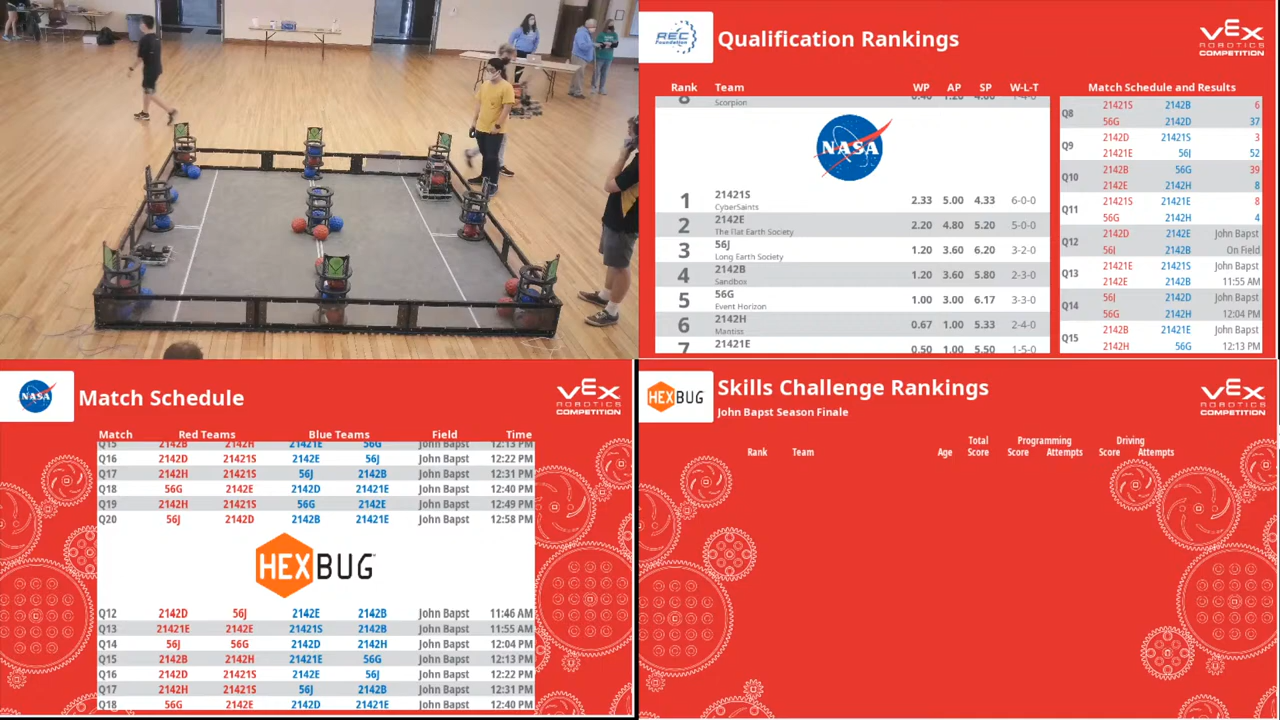 REC
Foundation
Qualification Rankings
VEX
ROBOTICS
COMPETITION
Rank Team WP AP SP W-L-T
Scorpion
NASA
1 21421S 2.33 5.00 4.33 6-0-0
CyberSaints
2 2142E 2.20 4.80 5.20 5-0-0
The Flat Earth Society
3 56J 1.20 3.60 6.20 3-2-0
Long Earth Society
4 2142B 1.20 3.60 5.80 2-3-0
Sandbox
5 56G 1.00 3.00 6.17 3-3-0
Event Horizon
6 2142H 0.67 1.00 5.33 2-4-0
Mantiss
7 21421E 0.50 1.00 5.50 1-5-0
Match Schedule and Results
Q8 21421S 2142B 6
56G 2142D 37
Q9 2142D 21421S 3
21421E 56J 52
Q10 2142B 56G 39
2142E 2142H 8
Q11 21421S 21421E 8
56G 2142H 4
Q12 2142D 2142E John Bapst
56J 2142B On Field
Q13 21421E 21421S John Bapst
2142E 2142B 11:55 AM
Q14 56J 2142D John Bapst
56G 2142H 12:04 PM
Q15 2142B 21421E John Bapst
2142H 56G 12:13 PM
NASA
Match Schedule
VEX
ROBOTICS
COMPETITION
Match Red Teams Blue Teams Field Time
Q15 2142B 2142H 21421E 56G John Bapst 12:13 PM
Q16 2142D 21421S 2142E 56J John Bapst 12:22 PM
Q17 2142H 21421S 56J 2142B John Bapst 12:31 PM
Q18 56G 2142E 2142D 21421E John Bapst 12:40 PM
Q19 2142H 21421S 56G 2142E John Bapst 12:49 PM
Q20 56J 2142D 2142B 21421E John Bapst 12:58 PM
HEXBUG
Q12 2142D 56J 2142E 2142B John Bapst 11:46 AM
Q13 21421E 2142E 21421S 2142B John Bapst 11:55 AM
Q14 56J 56G 2142D 2142H John Bapst 12:04 PM
Q15 2142B 2142H 21421E 56G John Bapst 12:13 PM
Q16 2142D 21421S 2142E 56J John Bapst 12:22 PM
Q17 2142H 21421S 56J 2142B John Bapst 12:31 PM
Q18 56G 2142E 2142D 21421E John Bapst 12:40 PM
HEXBUG
Skills Challenge Rankings
John Bapst Season Finale
VEX
ROBOTICS
COMPETITION
Total Programming Driving
Rank Team Age Score Score Attempts Score Attempts